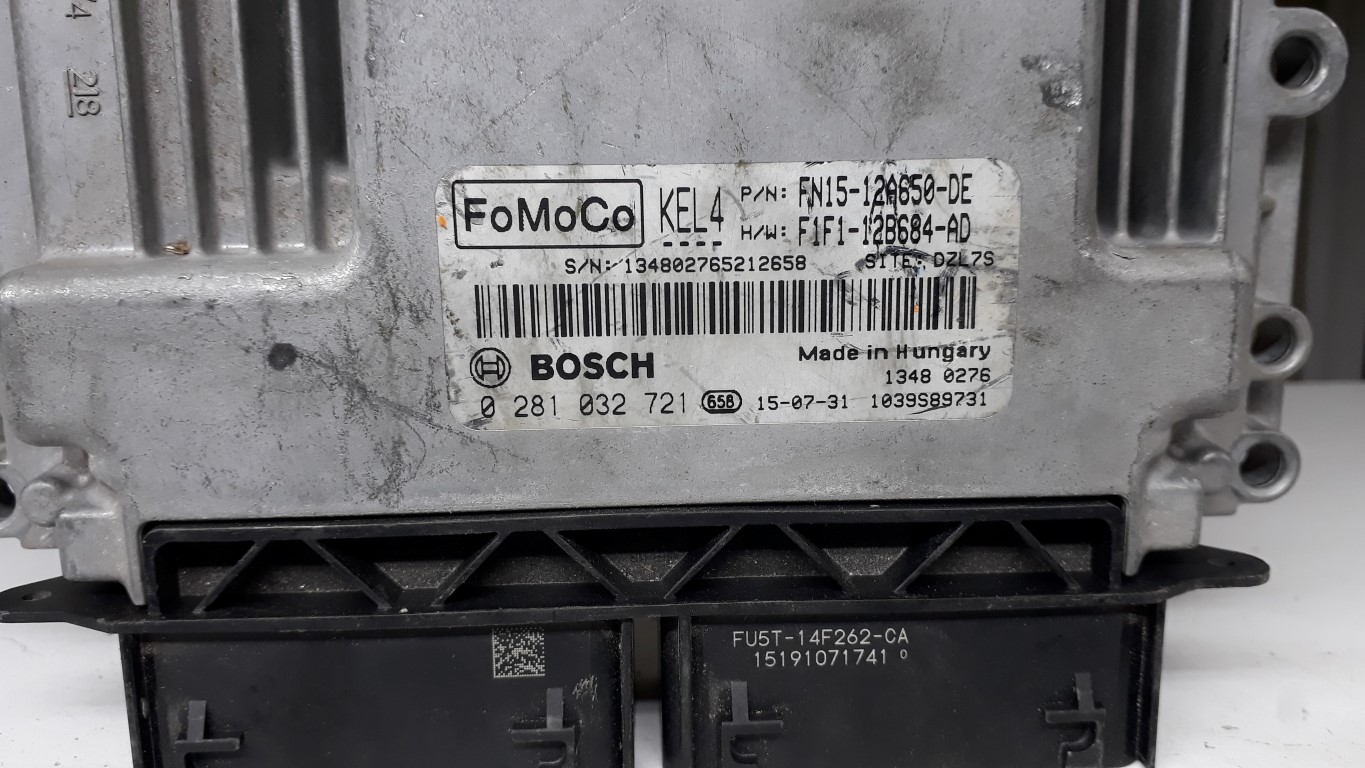 218
FoMoCo KEL4 P/N: FN15-12A650-DE
H/W: F1F1-12B684-AD
S/N: 134802765212658 SITE: DZL7S
BOSCH Made in Hungary
1348 0276
0 281 032 721 658 15-07-31 1039S89731
FU5T-14F262-CA
15191071741